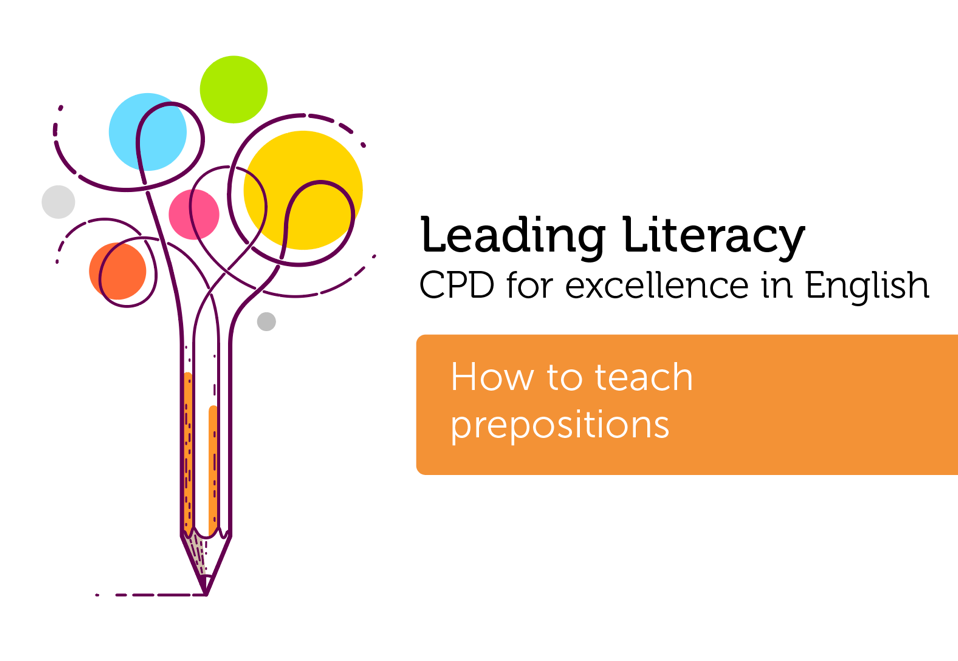 Leading Literacy
CPD for excellence in English
How to teach
prepositions